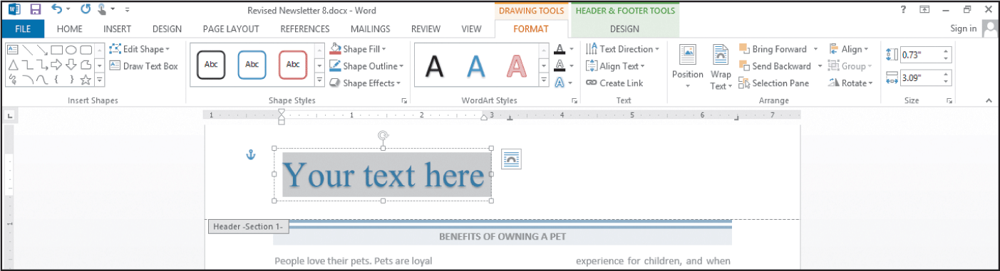 Revised Newsletter 8.docx - Word
DRAWING TOOLS HEADER & FOOTER TOOLS
?
FILE HOME INSERT DESIGN PAGE LAYOUT REFERENCES MAILINGS REVIEW VIEW FORMAT DESIGN Sign in
Edit Shape
Draw Text Box
Insert Shapes
Abc Abc Abc
Shape Fill
Shape Outline
Shape Effects
Shape Styles
A A A
A
A
A
WordArt Styles
Text Direction
Align Text
Create Link
Text
Position
Wrap
Text
Bring Forward
Send Backward
Selection Pane
Align
Group
Rotate
Arrange
0.73"
3.09"
Size
L
1 1 2 3 4 5 6 7
Your text here
1
Header -Section 1-
BENEFITS OF OWNING A PET
People love their pets. Pets are loyal
experience for children, and when